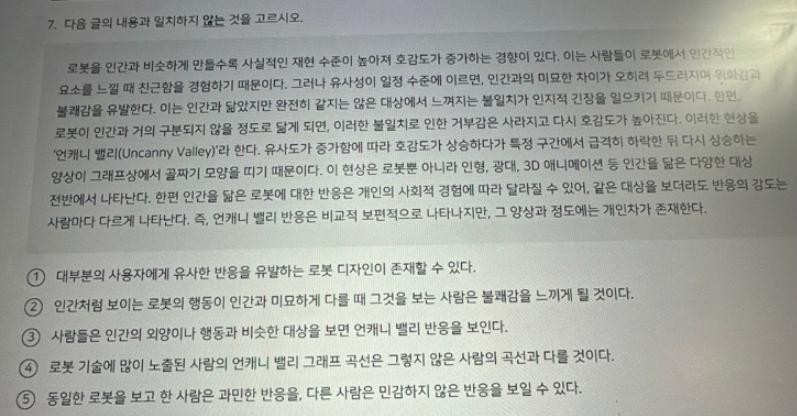 7. 다음 글의 내용과 일치하지 않는 것을 고르시오.
로봇을 인간과 비슷하게 만들수록 사실적인 재현 수준이 높아져 호감도가 증가하는 경향이 있다. 이는 사람들이 로봇에서 인간적인
요소를 느낄 때 친근함을 경험하기 때문이다. 그러나 유사성이 일정 수준에 이르면, 인간과의 미묘한 차이가 오히려 두드러지며 위화감과
불쾌감을 유발한다. 이는 인간과 닮았지만 완전히 같지는 않은 대상에서 느껴지는 불일치가 인지적 긴장을 일으키기 때문이다. 한편,
로봇이 인간과 거의 구분되지 않을 정도로 닮게 되면, 이러한 불일치로 인한 거부감은 사라지고 다시 호감도가 높아진다. 이러한 현상을
'언캐니 밸리(Uncanny Valley)'라 한다. 유사도가 증가함에 따라 호감도가 상승하다가 특정 구간에서 급격히 하락한 뒤 다시 상승하는
양상이 그래프상에서 골짜기 모양을 띠기 때문이다. 이 현상은 로봇뿐 아니라 인형, 광대, 3D 애니메이션 등 인간을 닮은 다양한 대상
전반에서 나타난다. 한편 인간을 닮은 로봇에 대한 반응은 개인의 사회적 경험에 따라 달라질 수 있어, 같은 대상을 보더라도 반응의 강도는
사람마다 다르게 나타난다. 즉, 언캐니 밸리 반응은 비교적 보편적으로 나타나지만, 그 양상과 정도에는 개인차가 존재한다.
① 대부분의 사용자에게 유사한 반응을 유발하는 로봇 디자인이 존재할 수 있다.
② 인간처럼 보이는 로봇의 행동이 인간과 미묘하게 다를 때 그것을 보는 사람은 불쾌감을 느끼게 될 것이다.
③ 사람들은 인간의 외양이나 행동과 비슷한 대상을 보면 언캐니 밸리 반응을 보인다.
④ 로봇 기술에 많이 노출된 사람의 언캐니 밸리 그래프 곡선은 그렇지 않은 사람의 곡선과 다를 것이다.
⑤ 동일한 로봇을 보고 한 사람은 과민한 반응을, 다른 사람은 민감하지 않은 반응을 보일 수 있다.